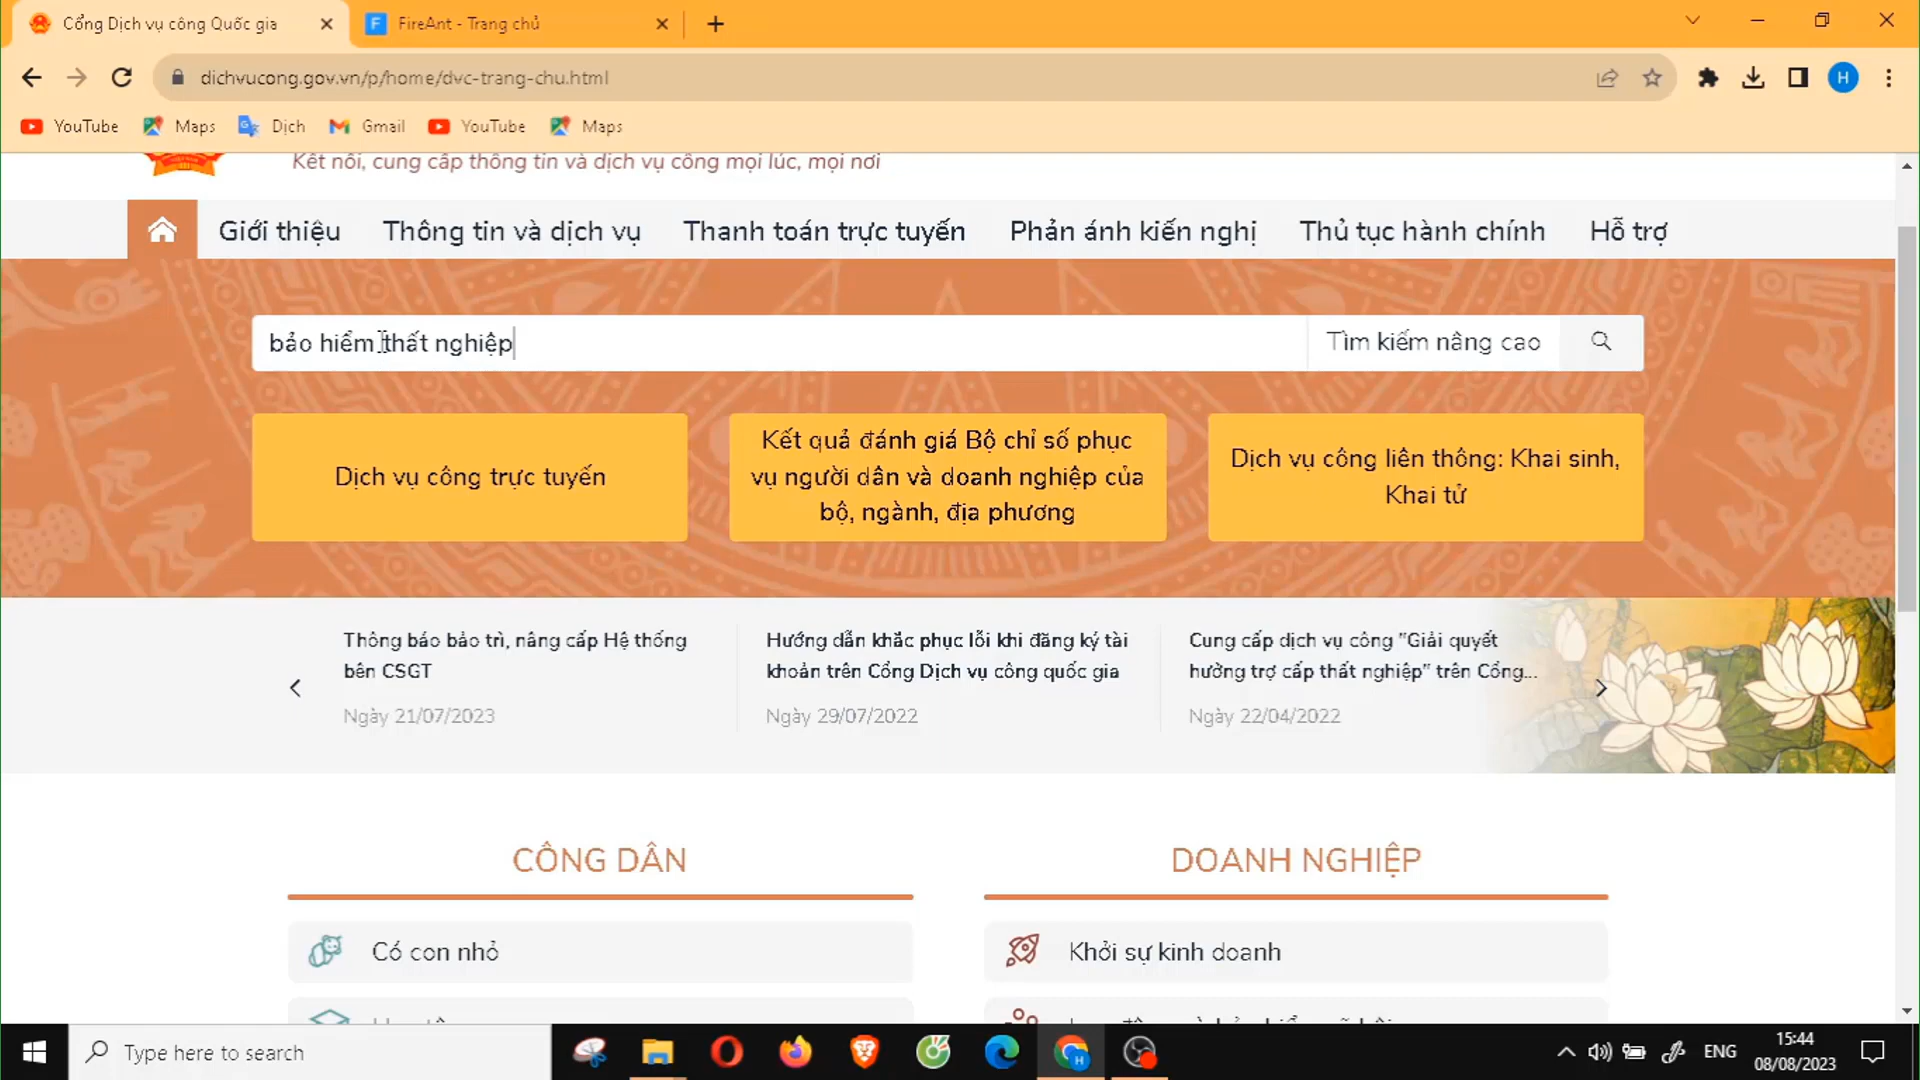 Cổng Dịch vụ công Quốc gia
FireAnt - Trang chủ
dichvucong.gov.vn/p/home/dvc-trang-chu.html
H
YouTube
Maps
Dịch
Gmail
YouTube
Maps
Kết nối, cung cấp thông tin và dịch vụ công mọi lúc, mọi nơi
Giới thiệu
Thông tin và dịch vụ
Thanh toán trực tuyến
Phản ánh kiến nghị
Thủ tục hành chính
Hỗ trợ
bảo hiểm thất nghiệp
Tìm kiếm nâng cao
Dịch vụ công trực tuyến
Kết quả đánh giá Bộ chỉ số phục
vụ người dân và doanh nghiệp của
bộ, ngành, địa phương
Dịch vụ công liên thông: Khai sinh,
Khai tử
Thông báo bảo trì, nâng cấp Hệ thống
bên CSGT
Ngày 21/07/2023
Hướng dẫn khắc phục lỗi khi đăng ký tài
khoản trên Cổng Dịch vụ công quốc gia
Ngày 29/07/2022
Cung cấp dịch vụ công "Giải quyết
hưởng trợ cấp thất nghiệp" trên Cổng...
Ngày 22/04/2022
CÔNG DÂN
DOANH NGHIỆP
Có con nhỏ
Khởi sự kinh doanh
Type here to search
ENG
15:44
08/08/2023